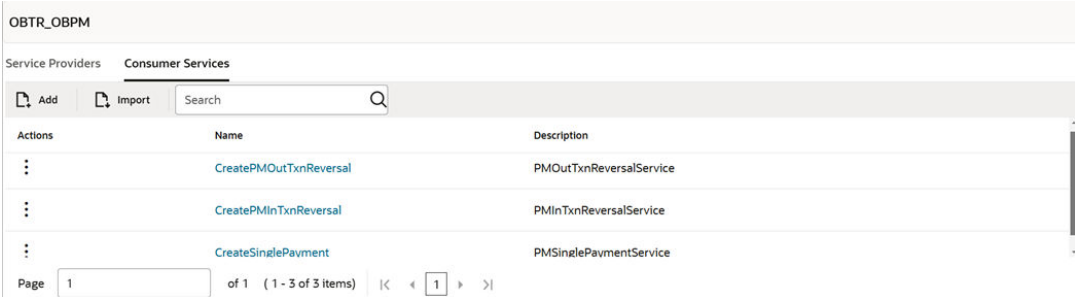 OBTR_OBPM
Service Providers Consumer Services
Add Import Search
Actions Name Description
CreatePMOutTxnReversal PMOutTxnReversalService
CreatePMInTxnReversal PMInTxnReversalService
CreateSinglePayment PMSinglePaymentService
Page 1 of 1 ( 1 - 3 of 3 items) 1